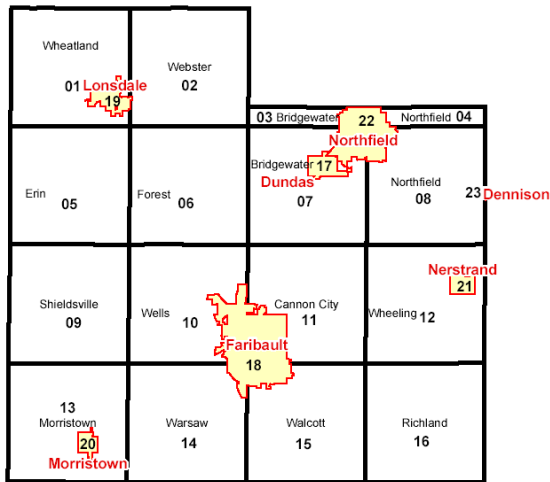 Wheatland
01
Lonsdale
19
Webster
02
03 Bridgewater
22
Northfield 04
Northfield
Bridgewater
17
Dundas
07
Northfield
08
23 Dennison
Erin
05
Forest
06
Nerstrand
21
Shieldsville
09
Wells
10
Cannon City
11
Wheeling
12
Faribault
18
13
Morristown
20
Morristown
Warsaw
14
Walcott
15
Richland
16